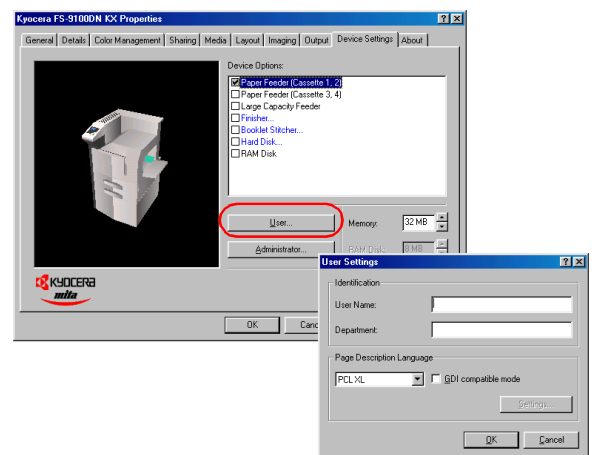 Kyocera FS-9100DN KX Properties
General Details Color Management Sharing Media Layout Imaging Output Device Settings About
Device Options:
Paper Feeder (Cassette 1, 2)
Paper Feeder (Cassette 3, 4)
Large Capacity Feeder
Finisher...
Booklet Stitcher...
Hard Disk...
RAM Disk
User... Memory: 32 MB
Administrator... RAM Disk: 8 MB
KYOCERA
mita
OK Canc
User Settings
Identification
User Name:
Department:
Page Description Language
PCL XL GDI compatible mode
Settings...
OK Cancel